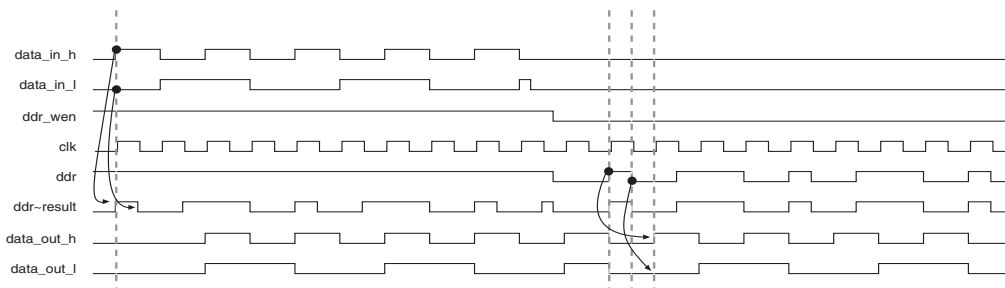 data_in_h
data_in_l
ddr_wen
clk
ddr
ddr~result
data_out_h
data_out_l